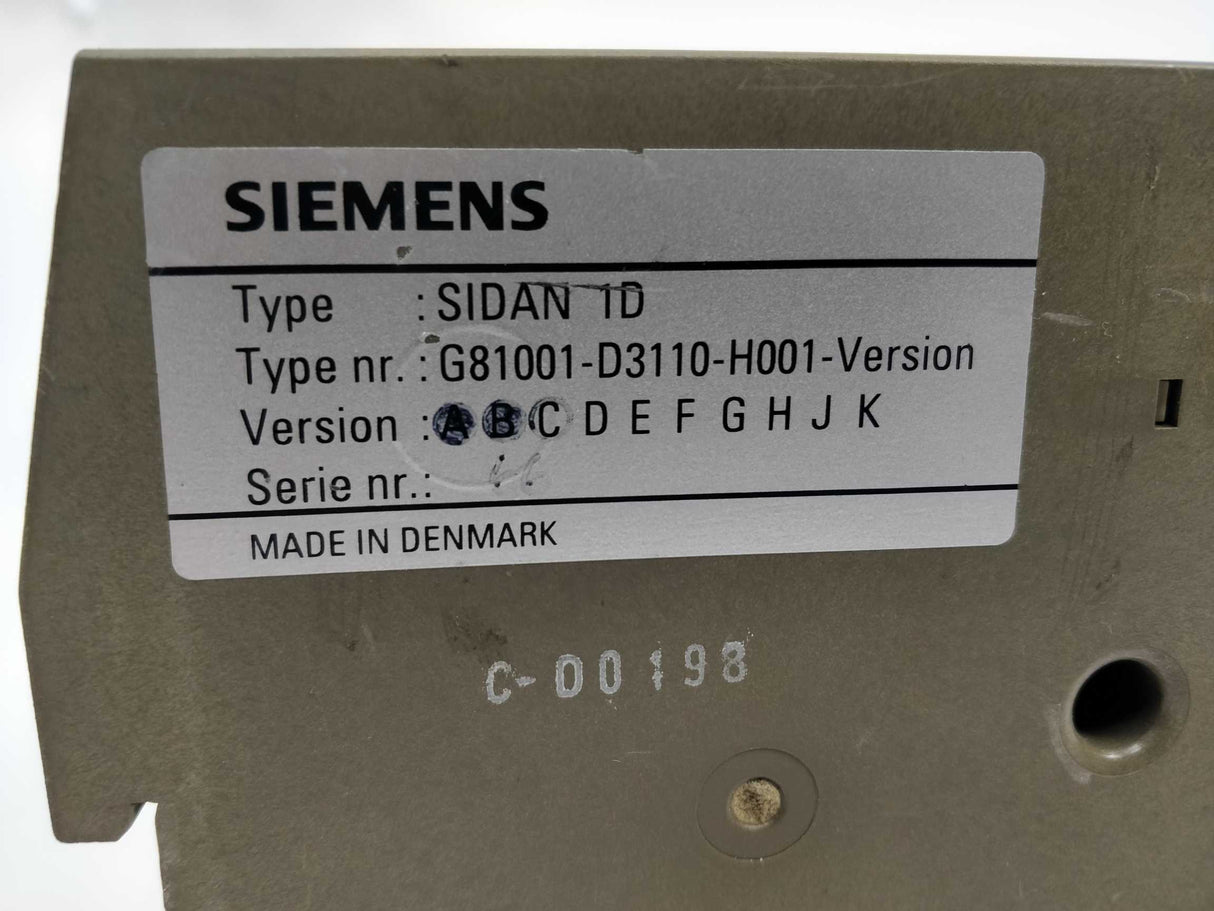 SIEMENS
Type : SIDAN 1D
Type nr. : G81001-D3110-H001-Version
Version : A B C D E F G H J K
Serie nr.:
MADE IN DENMARK
C-00198